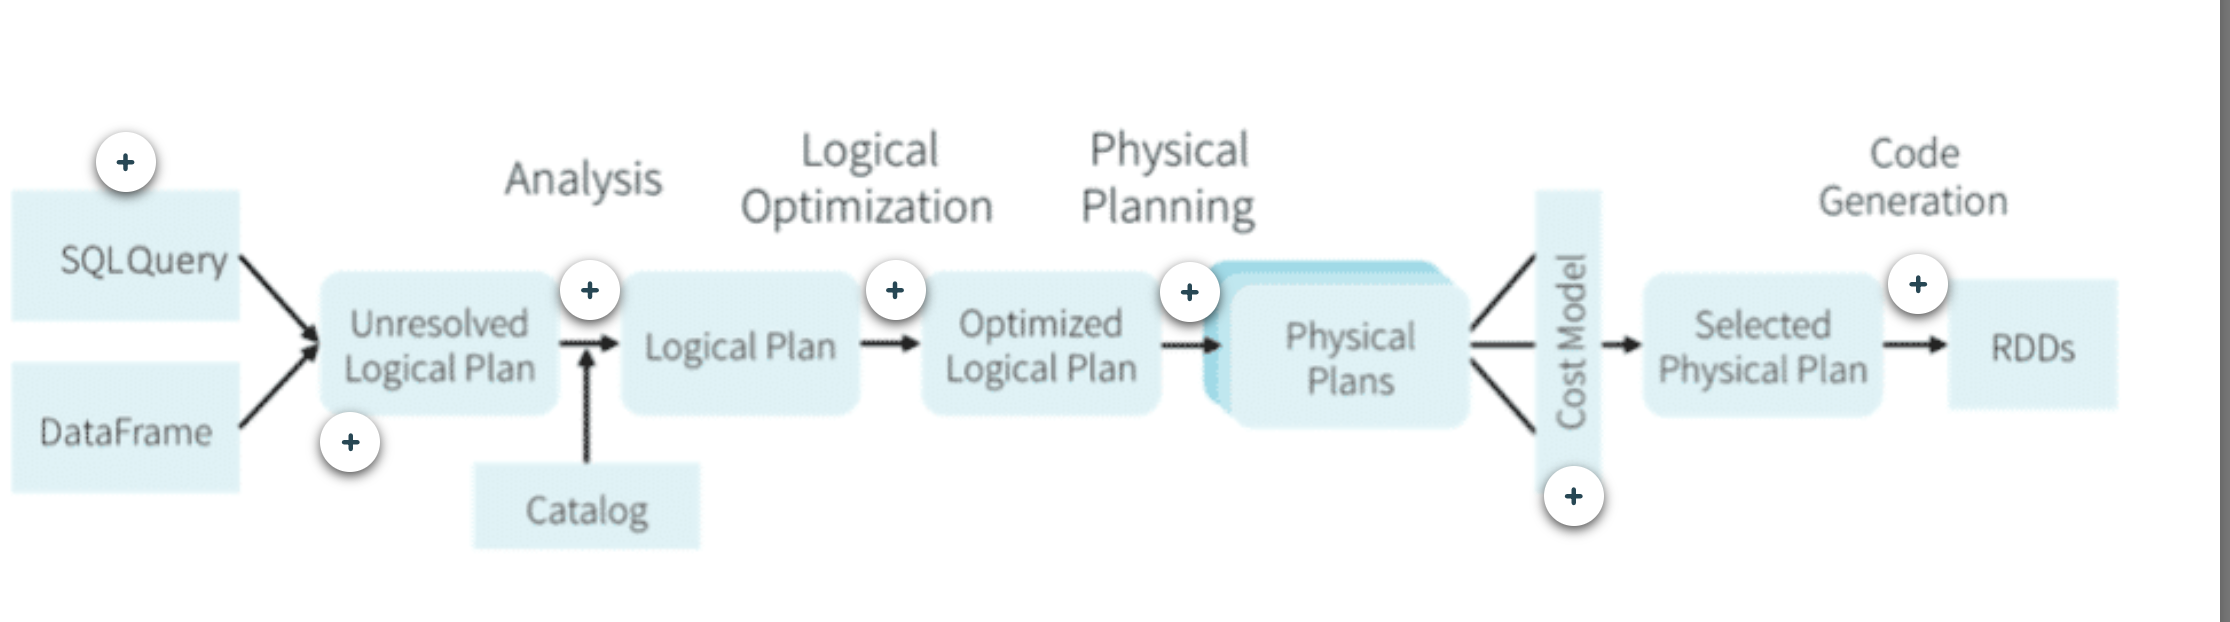 Analysis
Logical
Optimization
Physical
Planning
Code
Generation
+
SQLQuery
DataFrame
Unresolved
Logical Plan
+
+
Logical Plan
Catalog
+
Optimized
Logical Plan
+
Physical
Plans
Cost Model
+
Selected
Physical Plan
+
RDDs